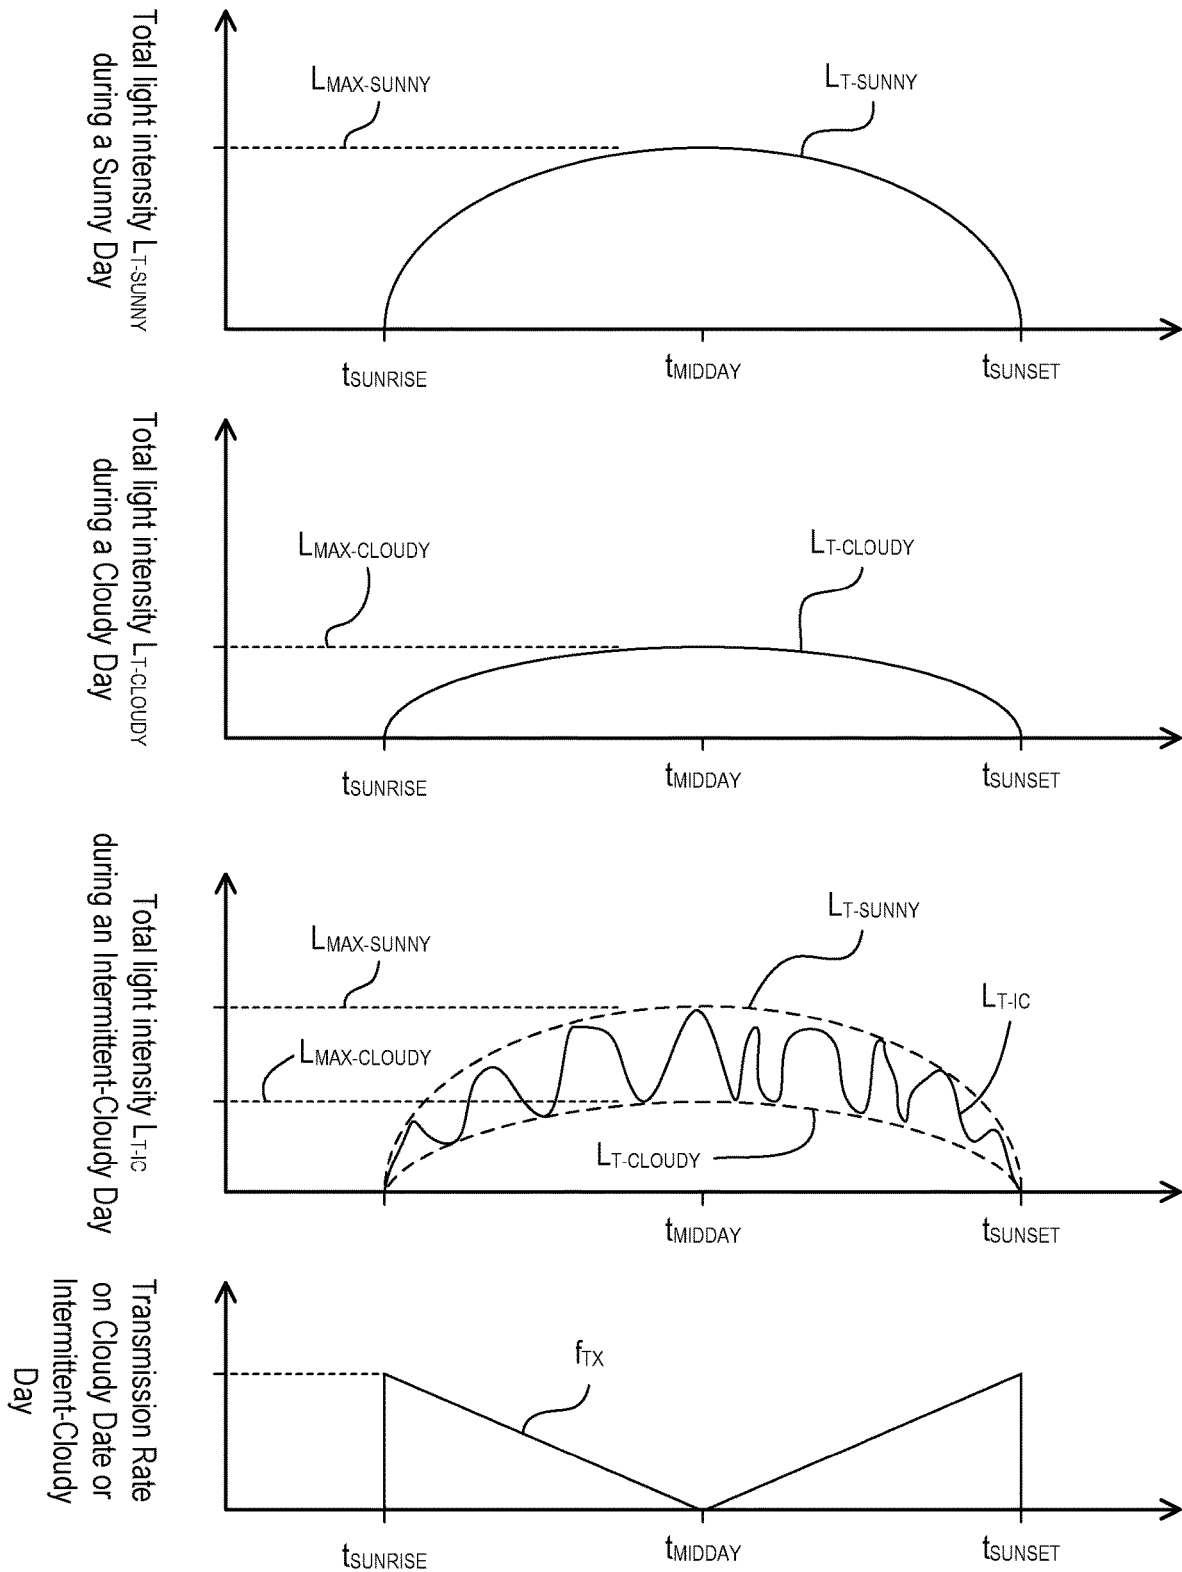 Total light intensity LT-SUNNY
during a Sunny Day
LMAX-SUNNY
LT-SUNNY
tSUNRISE
tMIDDAY
tSUNSET
Total light intensity LT-CLOUDY
during a Cloudy Day
LMAX-CLOUDY
LT-CLOUDY
tSUNRISE
tMIDDAY
tSUNSET
Total light intensity LT-IC
during an Intermittent-Cloudy Day
LMAX-SUNNY
LMAX-CLOUDY
LT-SUNNY
LT-IC
LT-CLOUDY
tMIDDAY
tSUNSET
Transmission Rate
on Cloudy Date or
Intermittent-Cloudy
Day
fTX
tSUNRISE
tMIDDAY
tSUNSET